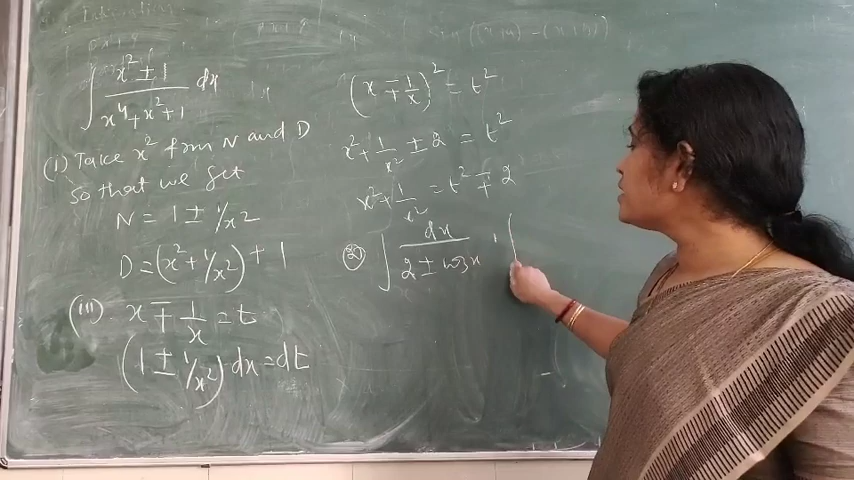 ∫ x² ± 1 / x⁴ + x² + 1 dx
(i) Take x² from N and D
so that we get
N = 1 ± 1/x²
D = (x² + 1/x²) + 1
(iii) x ∓ 1/x = t
(1 ± 1/x²) dx = dt
(x ∓ 1/x)² = t²
x² + 1/x² ± 2 = t²
x² + 1/x² = t² ∓ 2
② ∫ dx / 2 ± cos x , ∫